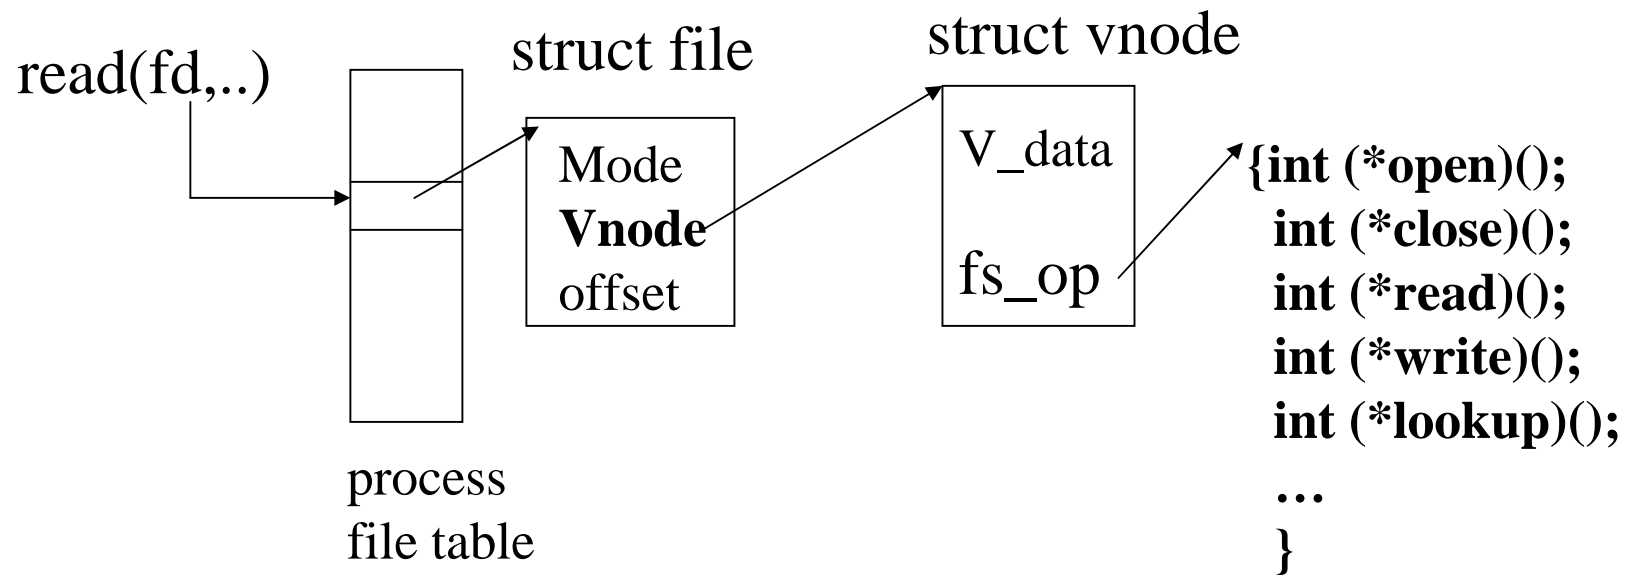 read(fd,..)
struct file
struct vnode
Mode
Vnode
offset
V_data
fs_op
{int (*open)();
int (*close)();
int (*read)();
int (*write)();
int (*lookup)();
…
}
process
file table